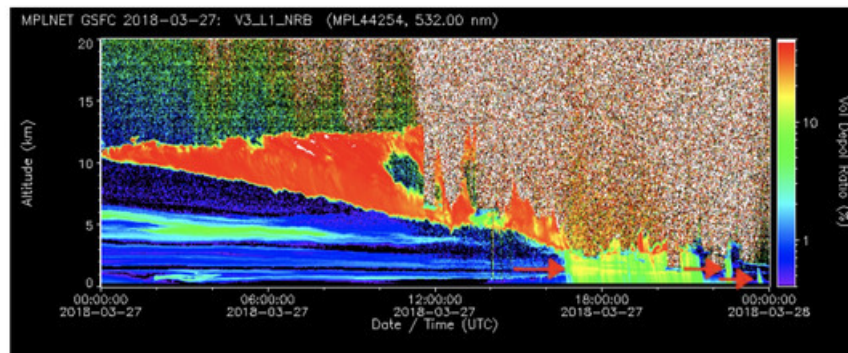 MPLNET GSFC 2018-03-27: V3_L1_NRB (MPL44254, 532.00 nm)
20
15
10
5
0
Altitude (km)
10
1
Vol Depol Ratio (%)
00:00:00 06:00:00 12:00:00 18:00:00 00:00:00
2018-03-27 2018-03-27 2018-03-27 2018-03-27 2018-03-28
Date / Time (UTC)